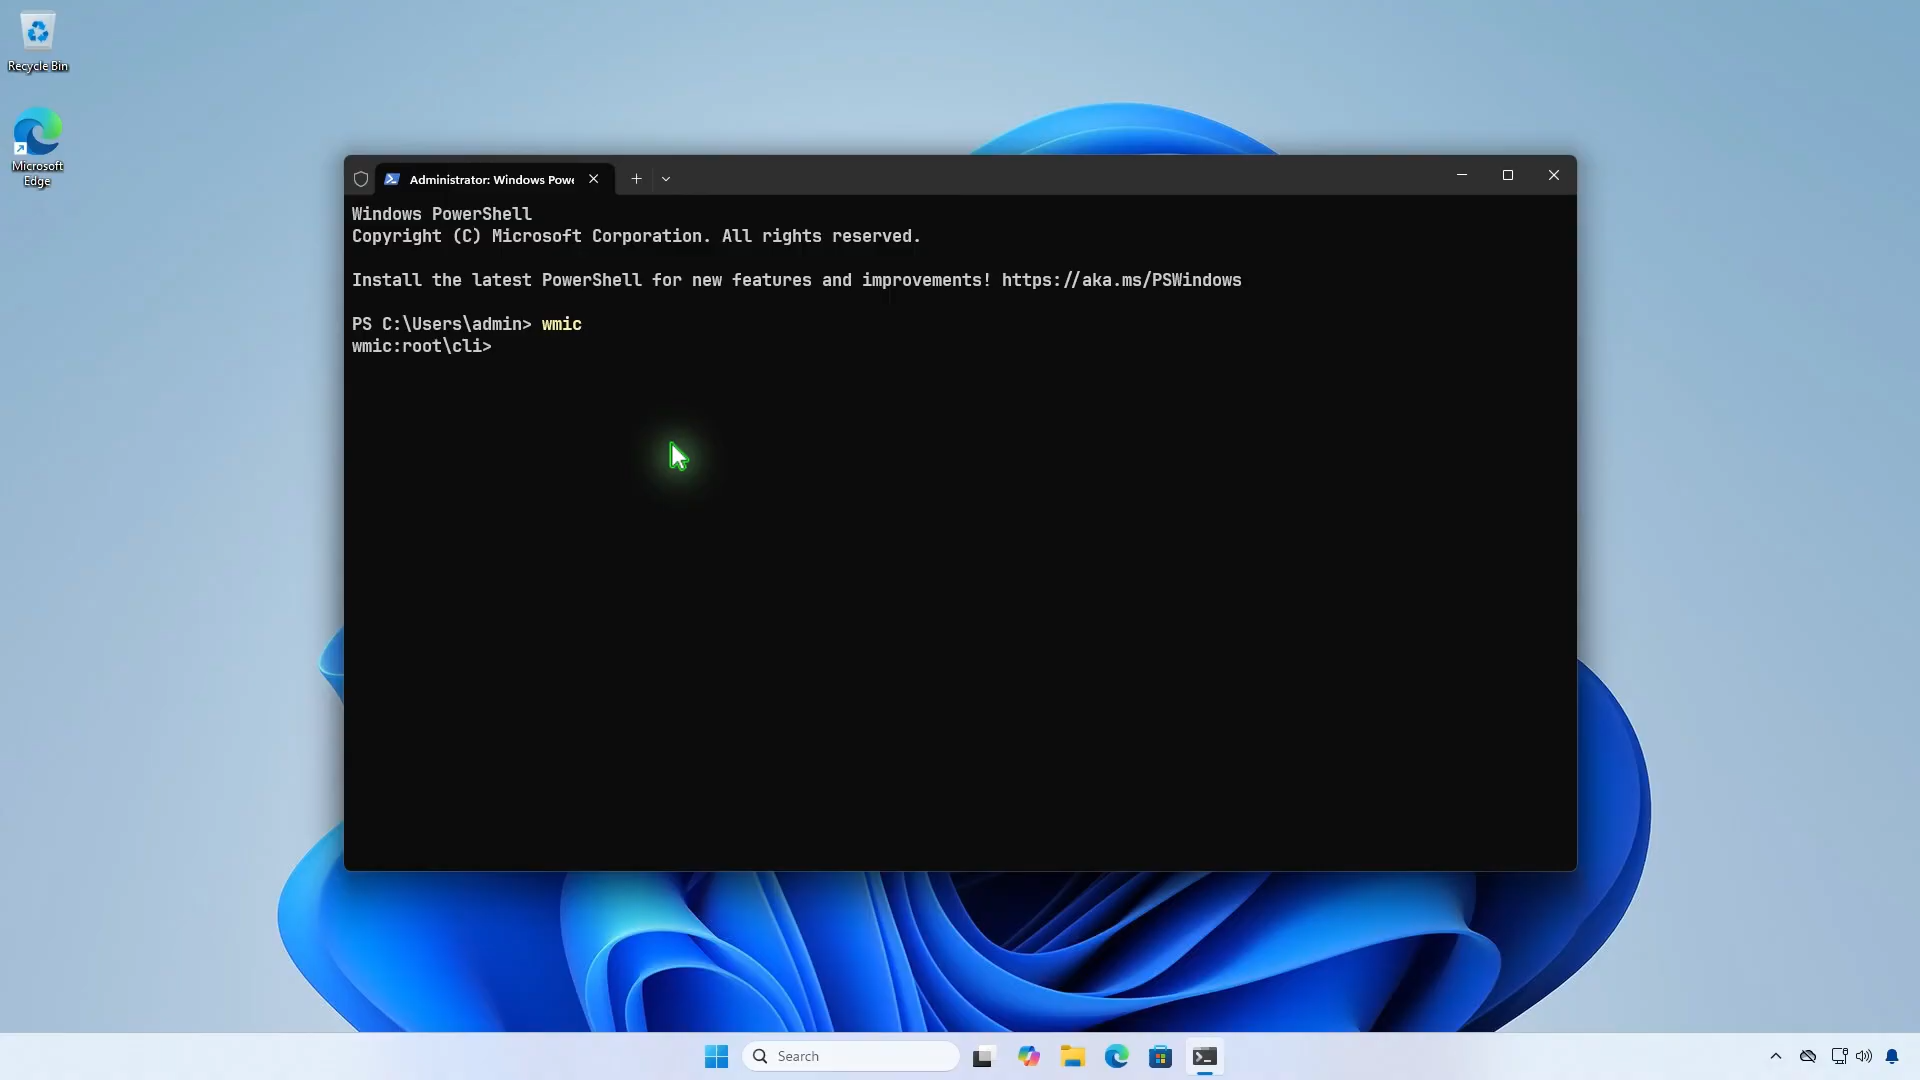 Recycle Bin
Microsoft
Edge
Administrator: Windows Powe
Windows PowerShell
Copyright (C) Microsoft Corporation. All rights reserved.
Install the latest PowerShell for new features and improvements! https://aka.ms/PSWindows
PS C:\Users\admin> wmic
wmic:root\cli>
Search